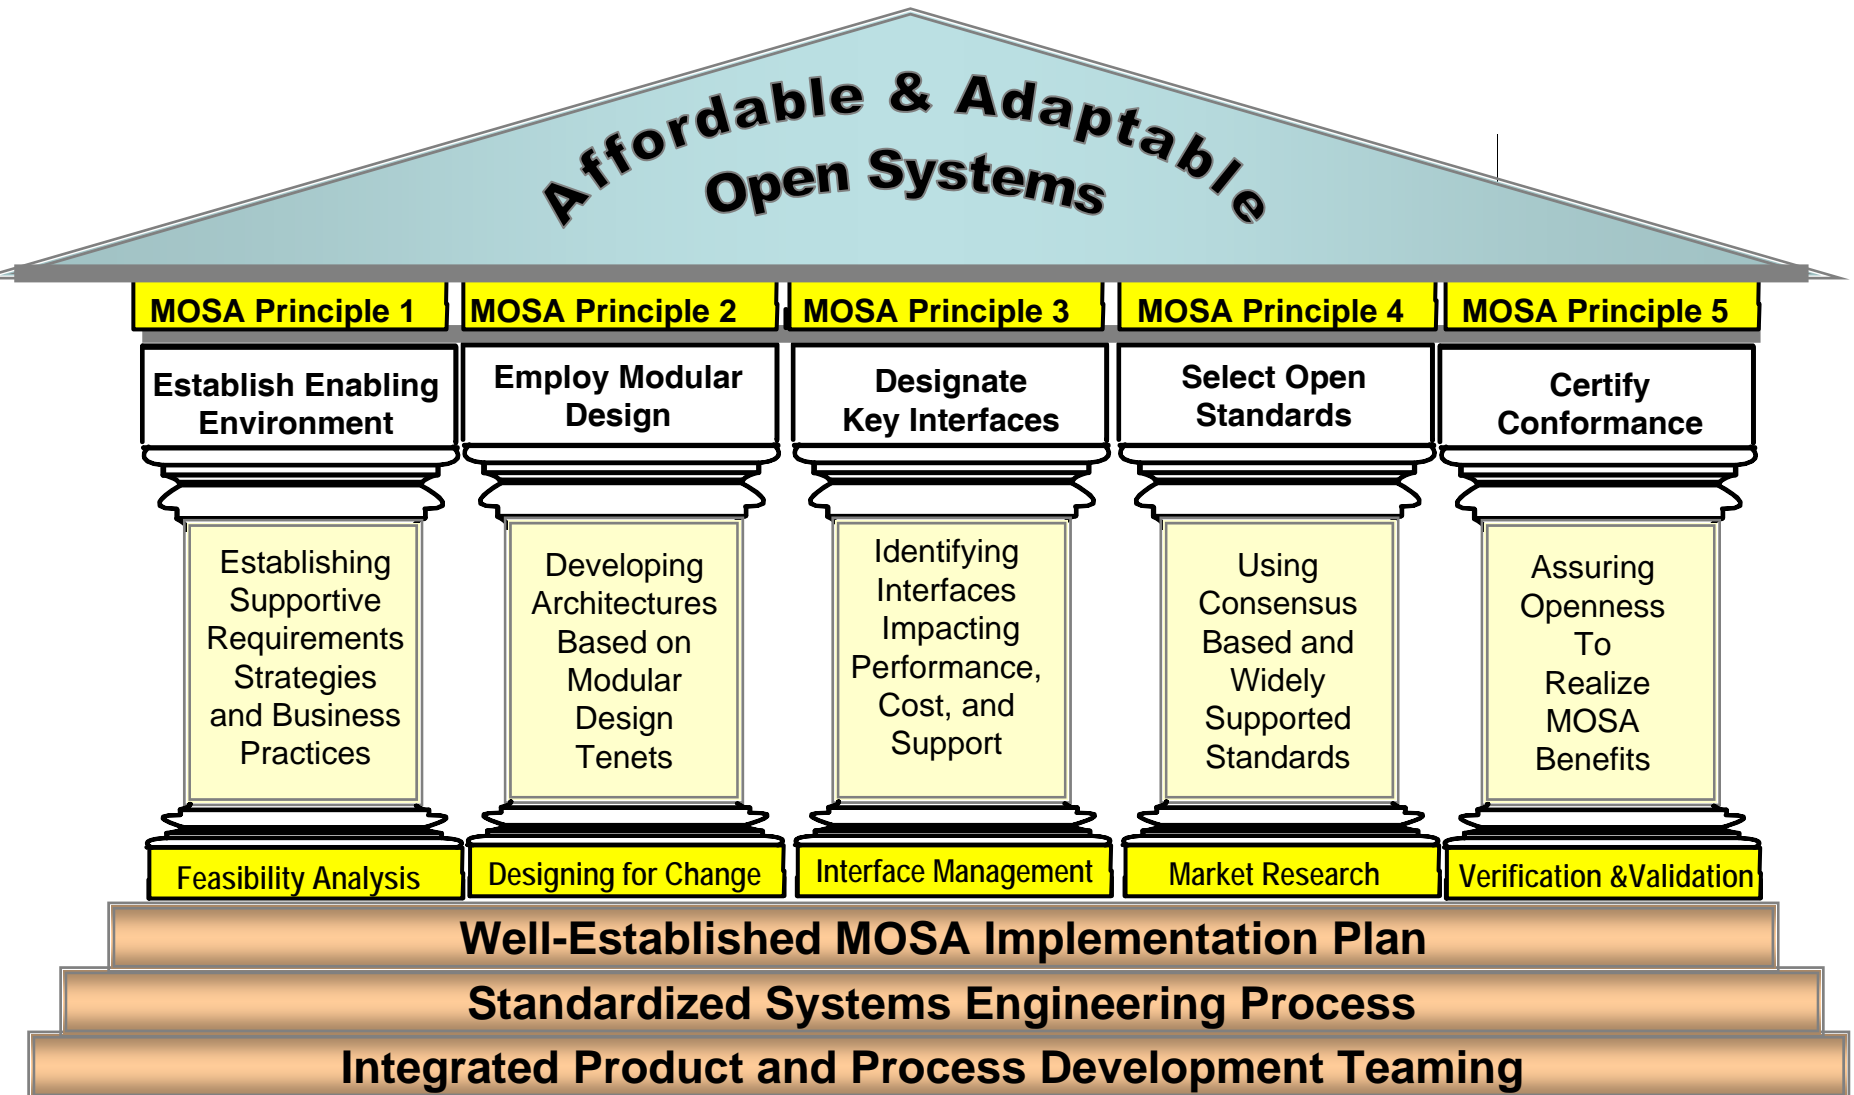 Affordable & Adaptable
Open Systems
MOSA Principle 1
MOSA Principle 2
MOSA Principle 3
MOSA Principle 4
MOSA Principle 5
Establish Enabling
Environment
Employ Modular
Design
Designate
Key Interfaces
Select Open
Standards
Certify
Conformance
Establishing
Supportive
Requirements
Strategies
and Business
Practices
Developing
Architectures
Based on
Modular
Design
Tenets
Identifying
Interfaces
Impacting
Performance,
Cost, and
Support
Using
Consensus
Based and
Widely
Supported
Standards
Assuring
Openness
To
Realize
MOSA
Benefits
Feasibility Analysis
Designing for Change
Interface Management
Market Research
Verification &Validation
Well-Established MOSA Implementation Plan
Standardized Systems Engineering Process
Integrated Product and Process Development Teaming